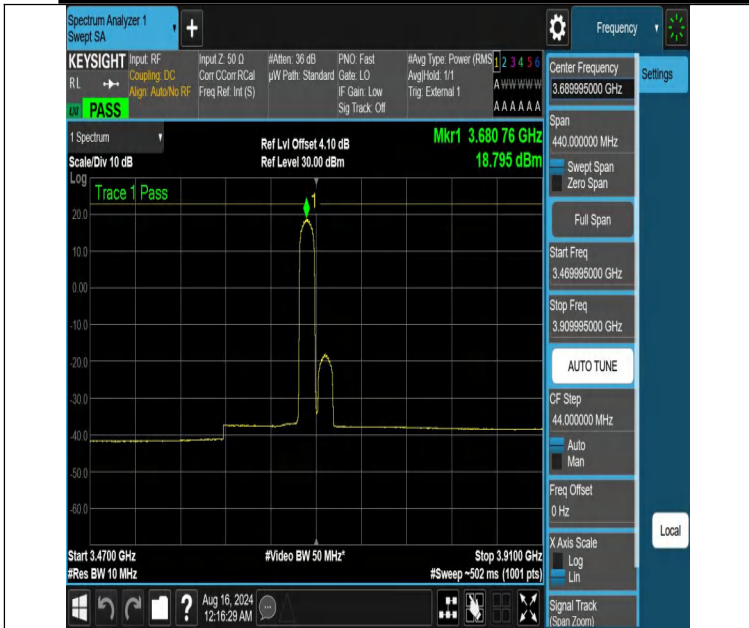 Spectrum Analyzer 1
Swept SA
+
Frequency
KEYSIGHT
RL
LXI
PASS
Input: RF
Coupling: DC
Align: Auto/No RF
Input Z: 50 Ω
Corr CCorr RCal
Freq Ref: Int (S)
#Atten: 36 dB
µW Path: Standard
PNO: Fast
Gate: LO
IF Gain: Low
Sig Track: Off
#Avg Type: Power (RMS
Avg|Hold: 1/1
Trig: External 1
1 2 3 4 5 6
A W W W W W
A A A A A A
Center Frequency
3.689995000 GHz
Settings
Span
440.000000 MHz
Swept Span
Zero Span
Full Span
Start Freq
3.469995000 GHz
Stop Freq
3.909995000 GHz
AUTO TUNE
CF Step
44.000000 MHz
Auto
Man
Freq Offset
0 Hz
X Axis Scale
Log
Lin
Signal Track
(Span Zoom)
Local
1 Spectrum
Scale/Div 10 dB
Log
Ref Lvl Offset 4.10 dB
Ref Level 30.00 dBm
Mkr1 3.680 76 GHz
18.795 dBm
Trace 1 Pass
1
20.0
10.0
0.00
-10.0
-20.0
-30.0
-40.0
-50.0
-60.0
Start 3.4700 GHz
#Res BW 10 MHz
#Video BW 50 MHz*
Stop 3.9100 GHz
#Sweep ~502 ms (1001 pts)
?
Aug 16, 2024
12:16:29 AM